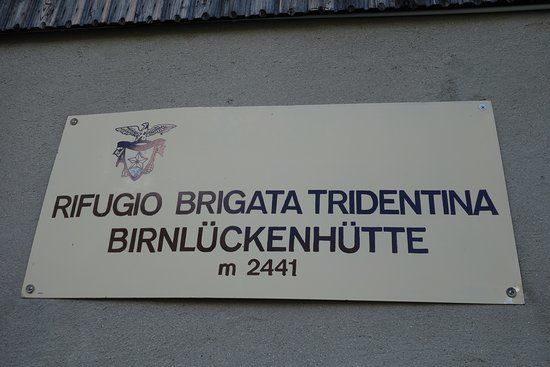 RIFUGIO BRIGATA TRIDENTINA
BIRNLÜCKENHÜTTE
m 2441